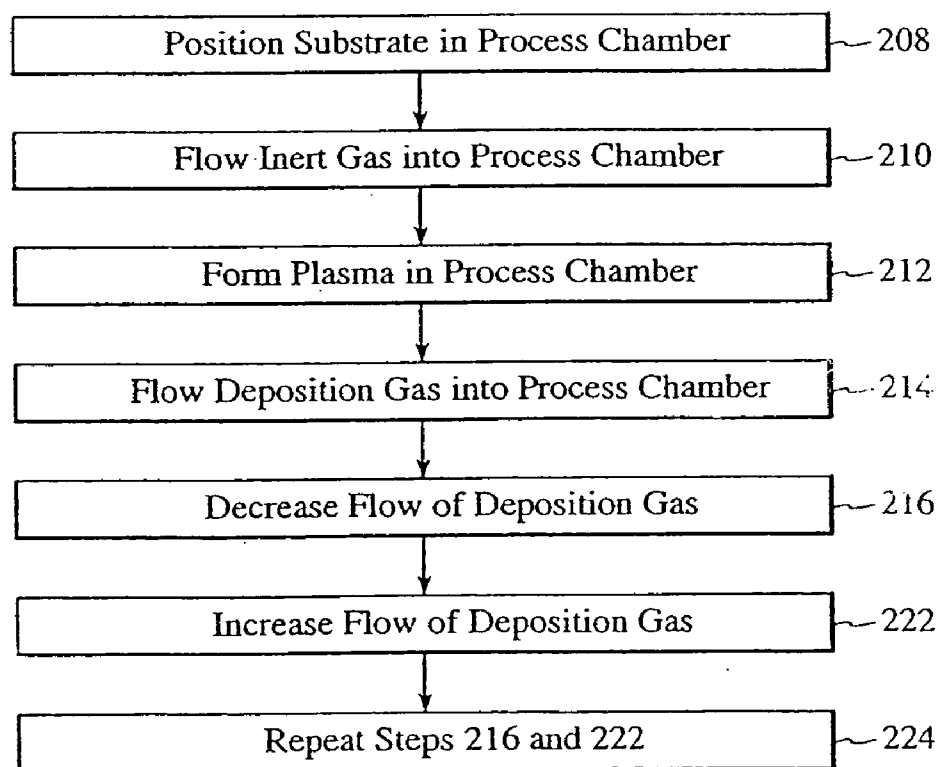 Position Substrate in Process Chamber 208
Flow Inert Gas into Process Chamber 210
Form Plasma in Process Chamber 212
Flow Deposition Gas into Process Chamber 214
Decrease Flow of Deposition Gas 216
Increase Flow of Deposition Gas 222
Repeat Steps 216 and 222 224